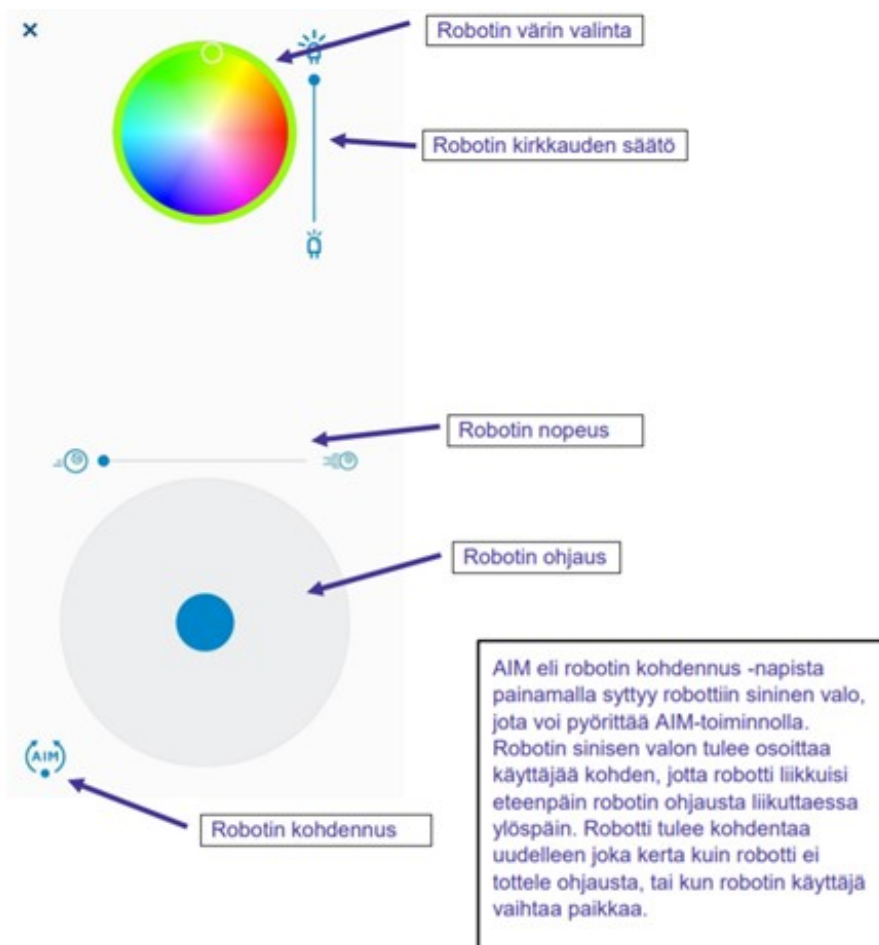 Robotin värin valinta
Robotin kirkkauden säätö
Robotin nopeus
Robotin ohjaus
AIM
Robotin kohdennus
AIM eli robotin kohdennus -napista
painamalla syttyy robottiin sininen valo,
jota voi pyörittää AIM-toiminnolla.
Robotin sinisen valon tulee osoittaa
käyttäjää kohden, jotta robotti liikkuisi
eteenpäin robotin ohjausta liikuttaessa
ylöspäin. Robotti tulee kohdentaa
uudelleen joka kerta kuin robotti ei
tottele ohjausta, tai kun robotin käyttäjä
vaihtaa paikkaa.